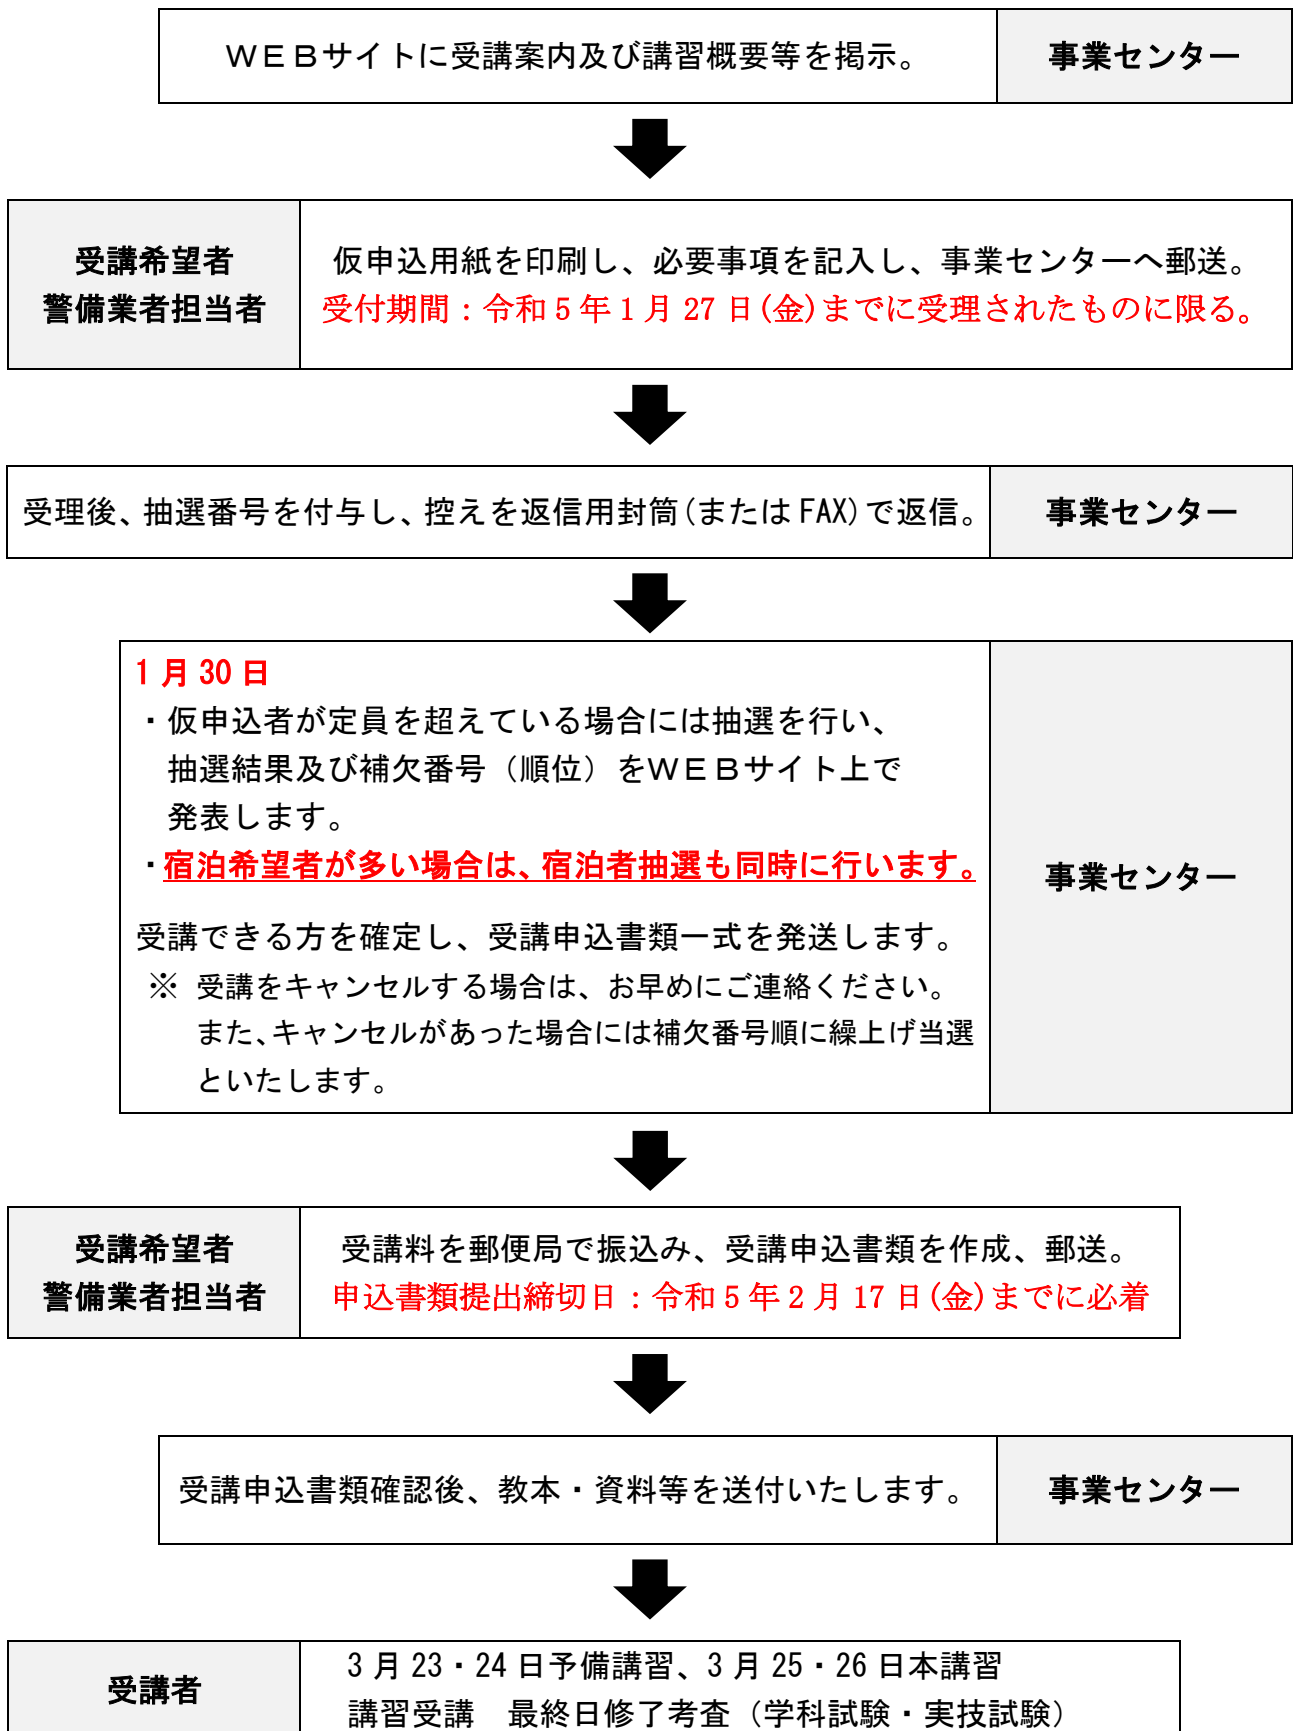 ＷＥＢサイトに受講案内及び講習概要等を掲示。
事業センター
受講希望者
警備業者担当者
仮申込用紙を印刷し、必要事項を記入し、事業センターへ郵送。
受付期間：令和５年１月 27 日(金)までに受理されたものに限る。
受理後、抽選番号を付与し、控えを返信用封筒(または FAX)で返信。
事業センター
1 月 30 日
・仮申込者が定員を超えている場合には抽選を行い、
抽選結果及び補欠番号（順位）をＷＥＢサイト上で
発表します。
・宿泊希望者が多い場合は、宿泊者抽選も同時に行います。
受講できる方を確定し、受講申込書類一式を発送します。
※ 受講をキャンセルする場合は、お早めにご連絡ください。
また、キャンセルがあった場合には補欠番号順に繰上げ当選
といたします。
事業センター
受講希望者
警備業者担当者
受講料を郵便局で振込み、受講申込書類を作成、郵送。
申込書類提出締切日：令和５年２月 17 日(金)までに必着
受講申込書類確認後、教本・資料等を送付いたします。
事業センター
受講者
3 月 23・24 日予備講習、3 月 25・26 日本講習
講習受講　最終日修了考査（学科試験・実技試験）